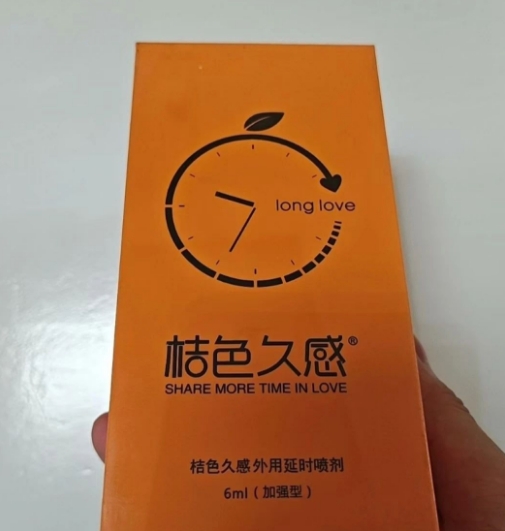 long love
桔色久感®
SHARE MORE TIME IN LOVE
桔色久感外用延时喷剂
6ml（加强型）